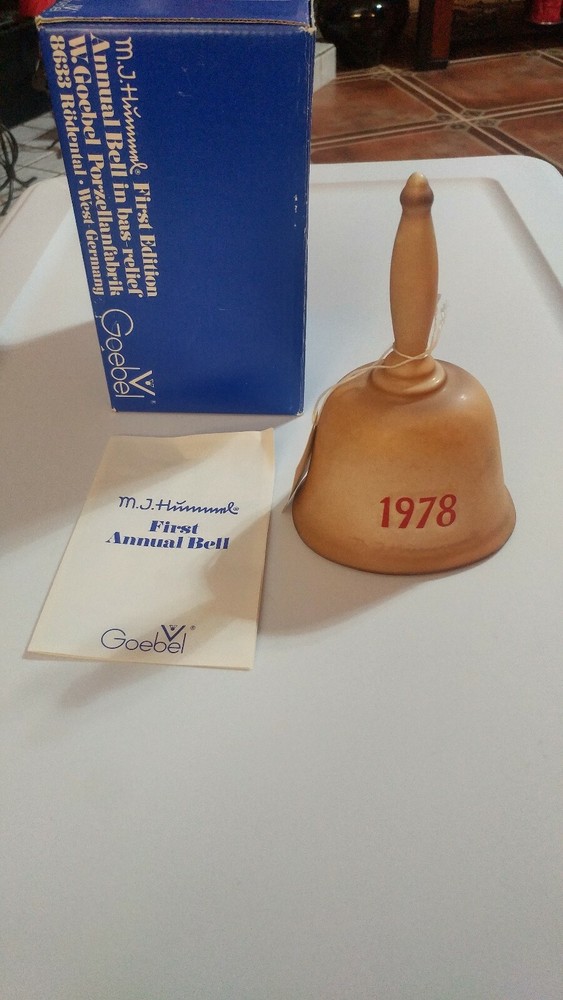 M.J.Hummel® First Edition
Annual Bell in bas-relief
W. Goebel Porzellanfabrik
8633 Rödental · West-Germany
Goebel ®
M.J.Hummel®
First
Annual Bell
Goebel ®
1978